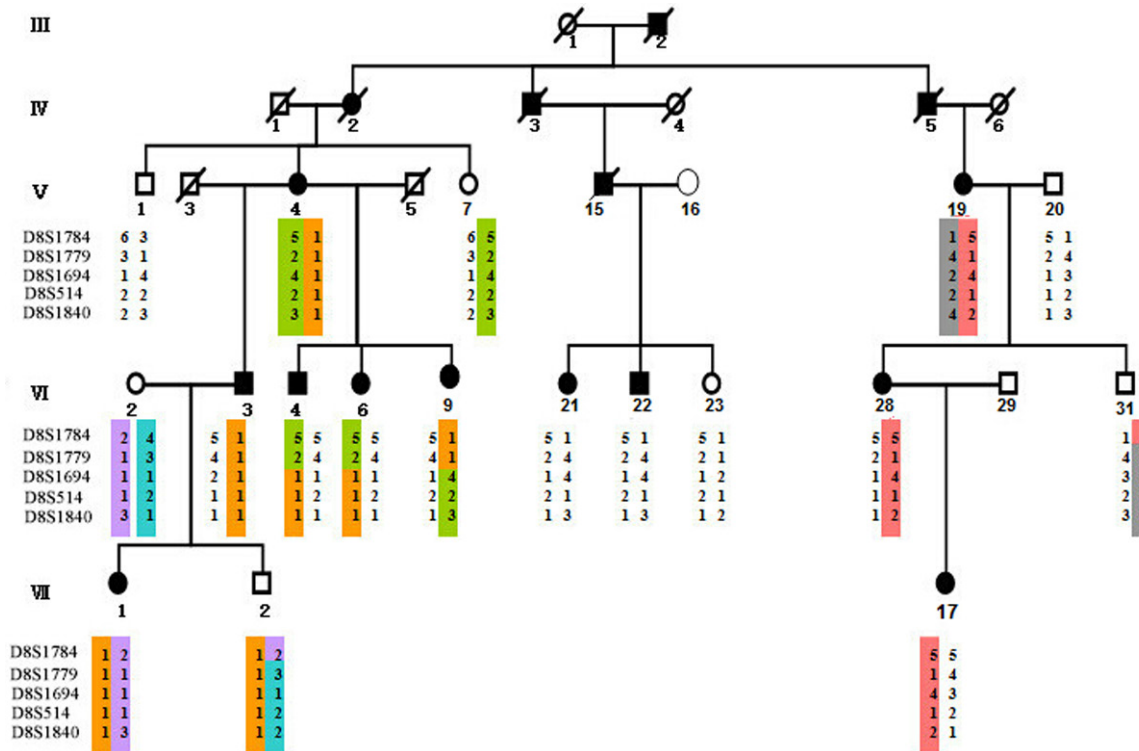 III
1 2
IV
1 2 3 4 5 6
V
1 3 4 5 7 15 16 19 20
D8S1784 6 3 5 1 6 5 1 5 5 1
D8S1779 3 1 2 1 3 2 4 1 2 4
D8S1694 1 4 4 1 1 4 2 4 1 3
D8S514 2 2 2 1 2 2 2 1 1 2
D8S1840 2 3 3 1 2 3 4 2 1 3
VI
2 3 4 6 9 21 22 23 28 29 31
D8S1784 2 4 5 1 5 5 5 5 5 1 5 1 5 1 5 1 5 5 1
D8S1779 1 3 4 1 2 4 2 4 4 1 2 4 2 4 2 1 2 1 4
D8S1694 1 1 2 1 1 1 1 1 1 4 1 4 1 4 1 2 1 4 3
D8S514 1 2 1 1 1 2 1 2 2 2 2 1 2 1 2 1 1 1 2
D8S1840 3 1 1 1 1 1 1 1 1 3 1 3 1 3 1 2 1 2 3
VII
1 2 17
D8S1784 1 2 1 2 5 5
D8S1779 1 1 1 3 1 4
D8S1694 1 1 1 1 4 3
D8S514 1 1 1 2 1 2
D8S1840 1 3 1 2 2 1